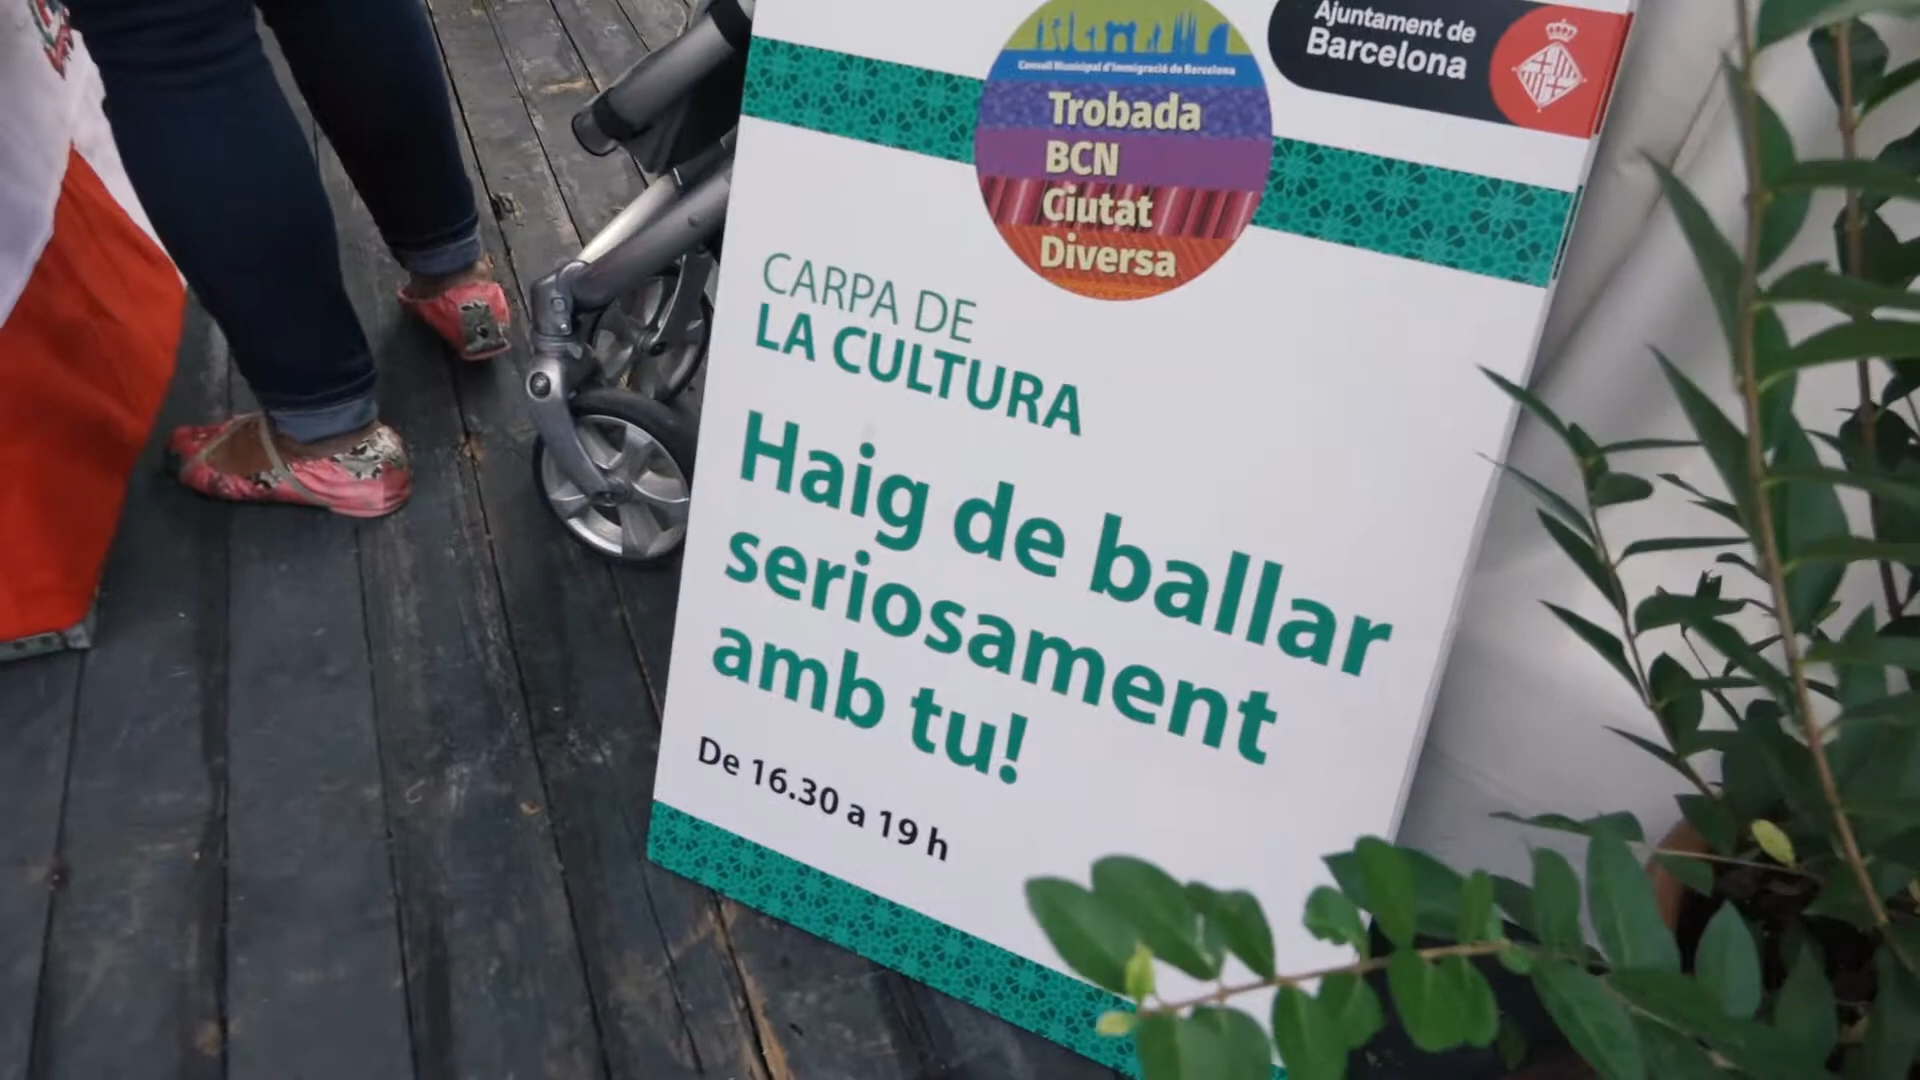 Ajuntament de
Barcelona
Consell Municipal d'Immigració de Barcelona
Trobada
BCN
Ciutat
Diversa
CARPA DE
LA CULTURA
Haig de ballar
seriosament
amb tu!
De 16.30 a 19 h